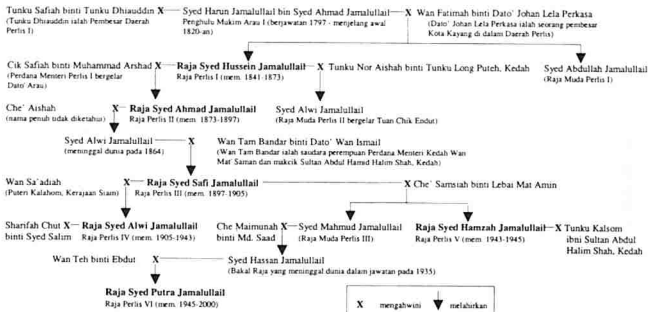 Tunku Safiah binti Tunku Dhiauddin X Syed Harun Jamalullail bin Syed Ahmad Jamalullail X Wan Fatimah binti Dato' Johan Lela Perkasa
(Tunku Dhiauddin ialah Pembesar Daerah Perlis I)
Penghulu Mukim Arau I (berjawatan 1797 - menjelang awal 1820-an)
(Dato' Johan Lela Perkasa ialah seorang pembesar Kota Kayang di dalam Daerah Perlis)
Cik Safiah binti Muhammad Arshad X Raja Syed Hussein Jamalullail X Tunku Nor Aishah binti Tunku Long Puteh, Kedah
Syed Abdullah Jamalullail
(Perdana Menteri Perlis I bergelar Dato' Arau)
Raja Perlis I (mem. 1841-1873)
(Raja Muda Perlis I)
Che' Aishah X Raja Syed Ahmad Jamalullail
Syed Alwi Jamalullail
(nama penuh tidak diketahui)
Raja Perlis II (mem 1873-1897)
(Raja Muda Perlis II bergelar Tuan Chik Endut)
Syed Alwi Jamalullail X Wan Tam Bandar binti Dato' Wan Ismail
(meninggal dunia pada 1864)
(Wan Tam Bandar ialah saudara perempuan Perdana Menteri Kedah Wan Mat Saman dan makcik Sultan Abdul Hamid Halim Shah, Kedah)
Wan Sa'adiah X Raja Syed Safi Jamalullail X Che' Samsiah binti Lebai Mat Amin
(Puteri Kalahom, Kerajaan Siam)
Raja Perlis III (mem. 1897-1905)
Sharifah Chut X Raja Syed Alwi Jamalullail
binti Syed Salim
Raja Perlis IV (mem. 1905-1943)
Che Maimunah X Syed Mahmud Jamalullail
binti Md. Saad
(Raja Muda Perlis III)
Raja Syed Hamzah Jamalullail X Tunku Kalsom
Raja Perlis V (mem. 1943-1945)
ibni Sultan Abdul
Halim Shah, Kedah
Wan Teh binti Ebdut X Syed Hassan Jamalullail
(Bakal Raja yang meninggal dunia dalam jawatan pada 1935)
Raja Syed Putra Jamalullail
Raja Perlis VI (mem. 1945-2000)
X mengahwini
melahirkan